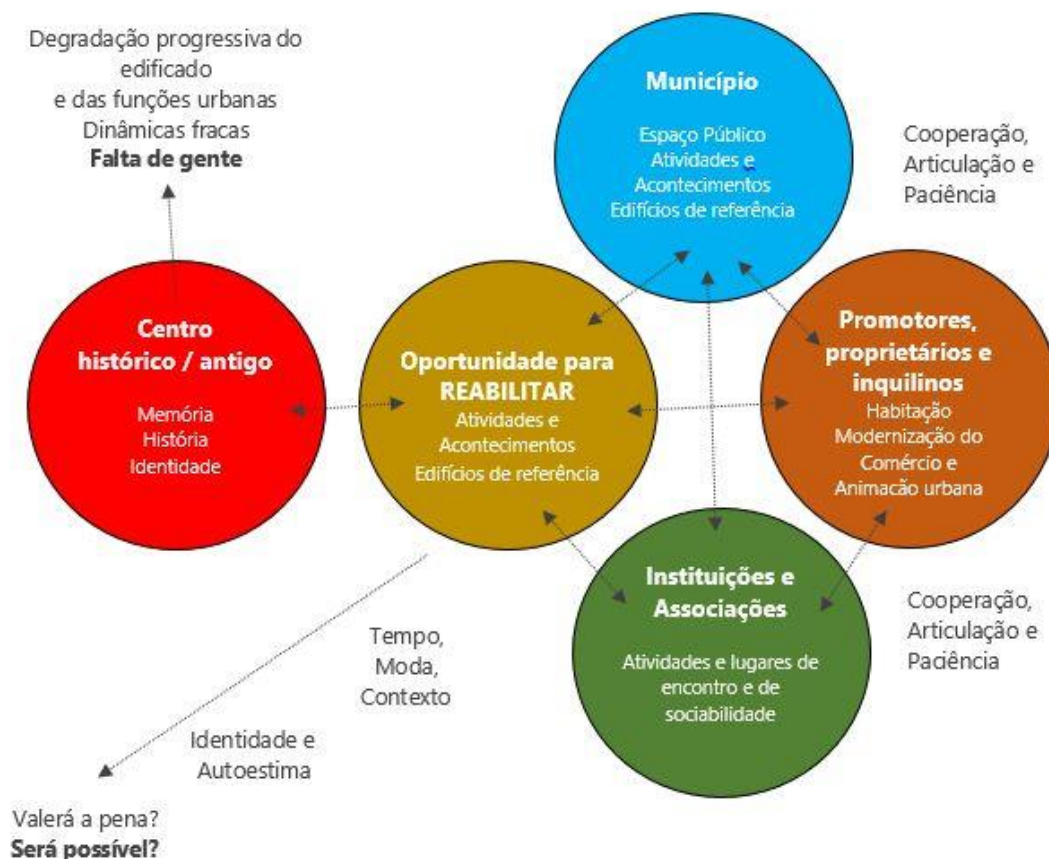 Degradação progressiva do
edificado
e das funções urbanas
Dinâmicas fracas
Falta de gente
Município
Espaço Público
Atividades e
Acontecimentos
Edifícios de referência
Cooperação,
Articulação e
Paciência
Centro
histórico / antigo
Memória
História
Identidade
Oportunidade para
REABILITAR
Atividades e
Acontecimentos
Edifícios de referência
Promotores,
proprietários e
inquilinos
Habitação
Modernização do
Comércio e
Animacão urbana
Instituições e
Associações
Atividades e lugares de
encontro e de
sociabilidade
Cooperação,
Articulação e
Paciência
Tempo,
Moda,
Contexto
Identidade e
Autoestima
Valerá a pena?
Será possível?